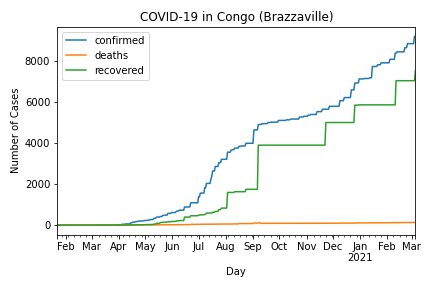 COVID-19 in Congo (Brazzaville)
confirmed
deaths
recovered
Number of Cases
8000
6000
4000
2000
0
Feb Mar Apr May Jun Jul Aug Sep Oct Nov Dec Jan Feb Mar
2021
Day